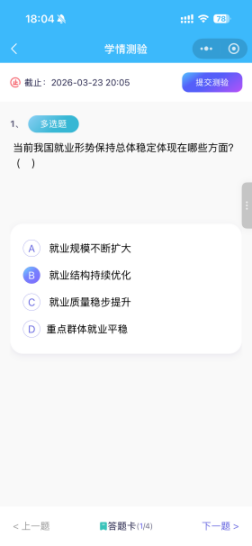 18:04
78
学情测验
截止：2026-03-23 20:05
提交测验
1、 多选题
当前我国就业形势保持总体稳定体现在哪些方面？
（　）
A 就业规模不断扩大
B 就业结构持续优化
C 就业质量稳步提升
D 重点群体就业平稳
< 上一题 答题卡(1/4) 下一题 >